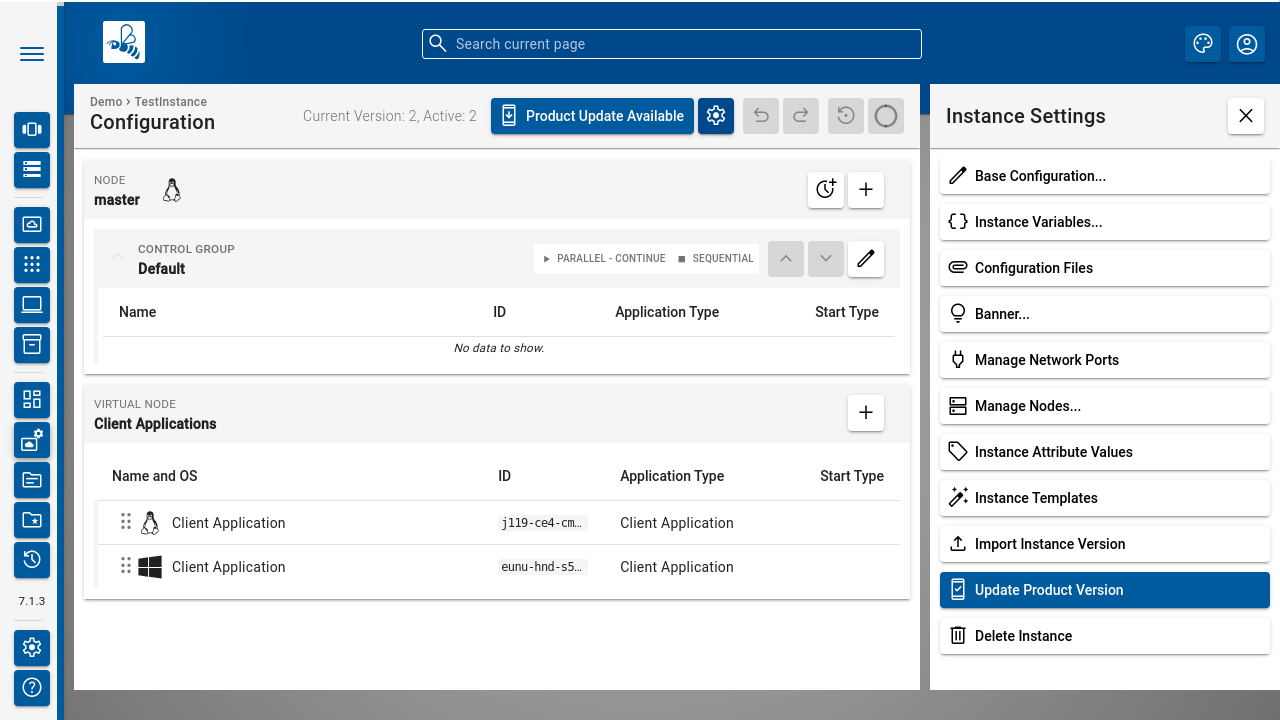 Search current page
Demo › TestInstance
Configuration
Current Version: 2, Active: 2
Product Update Available
Instance Settings
NODE
master
CONTROL GROUP
Default
PARALLEL - CONTINUE
SEQUENTIAL
Name ID Application Type Start Type
No data to show.
VIRTUAL NODE
Client Applications
Name and OS ID Application Type Start Type
Client Application j119-ce4-cm… Client Application
Client Application eunu-hnd-s5… Client Application
Base Configuration...
Instance Variables...
Configuration Files
Banner...
Manage Network Ports
Manage Nodes...
Instance Attribute Values
Instance Templates
Import Instance Version
Update Product Version
Delete Instance
7.1.3